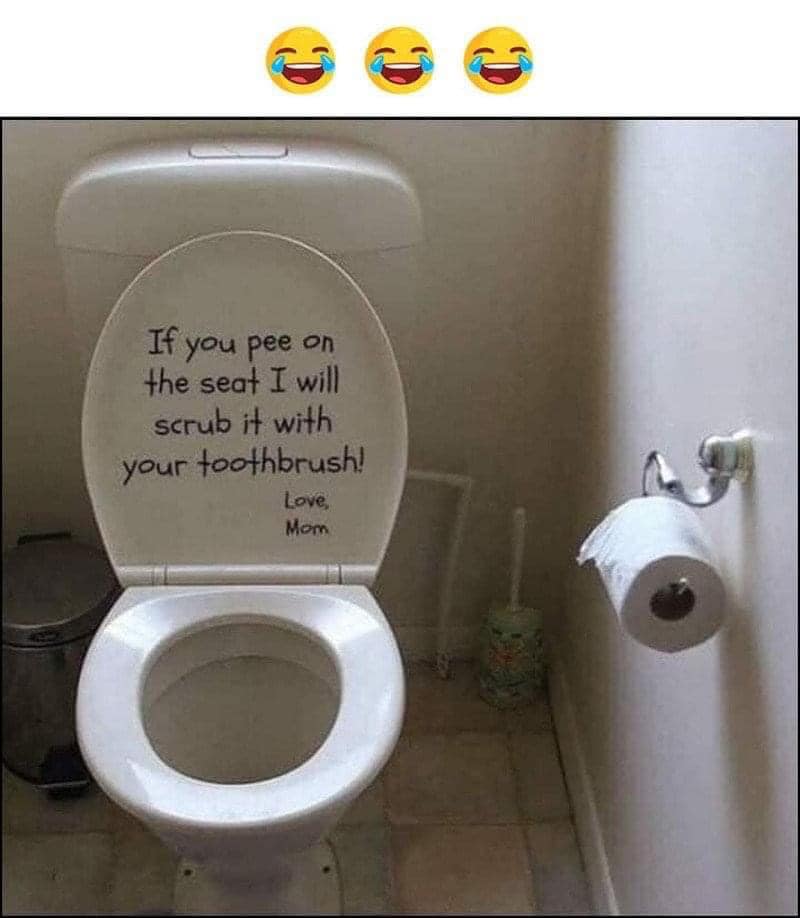 If you pee on
the seat I will
scrub it with
your toothbrush!
Love,
Mom